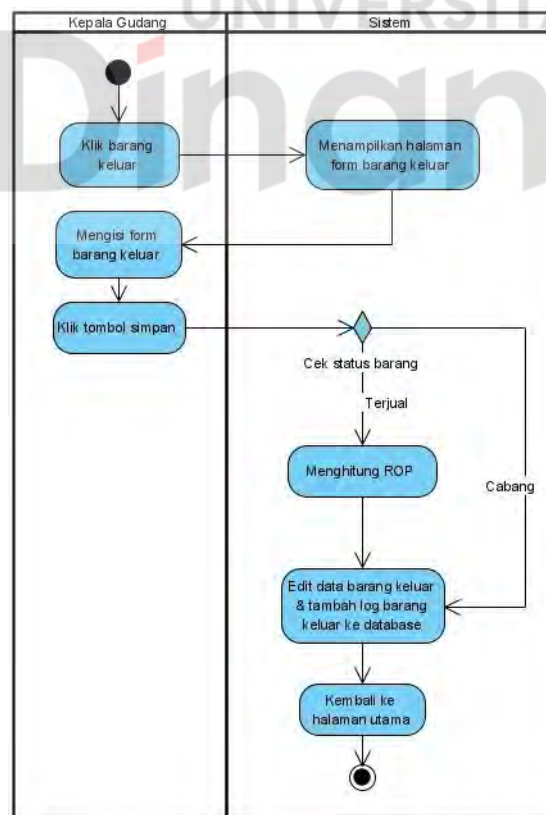 UNIVERSITA
Dinan
Kepala Gudang
Sistem
Klik barang
keluar
Menampilkan halaman
form barang keluar
Mengisi form
barang keluar
Klik tombol simpan
Cek status barang
Terjual
Menghitung ROP
Cabang
Edit data barang keluar
& tambah log barang
keluar ke database
Kembali ke
halaman utama